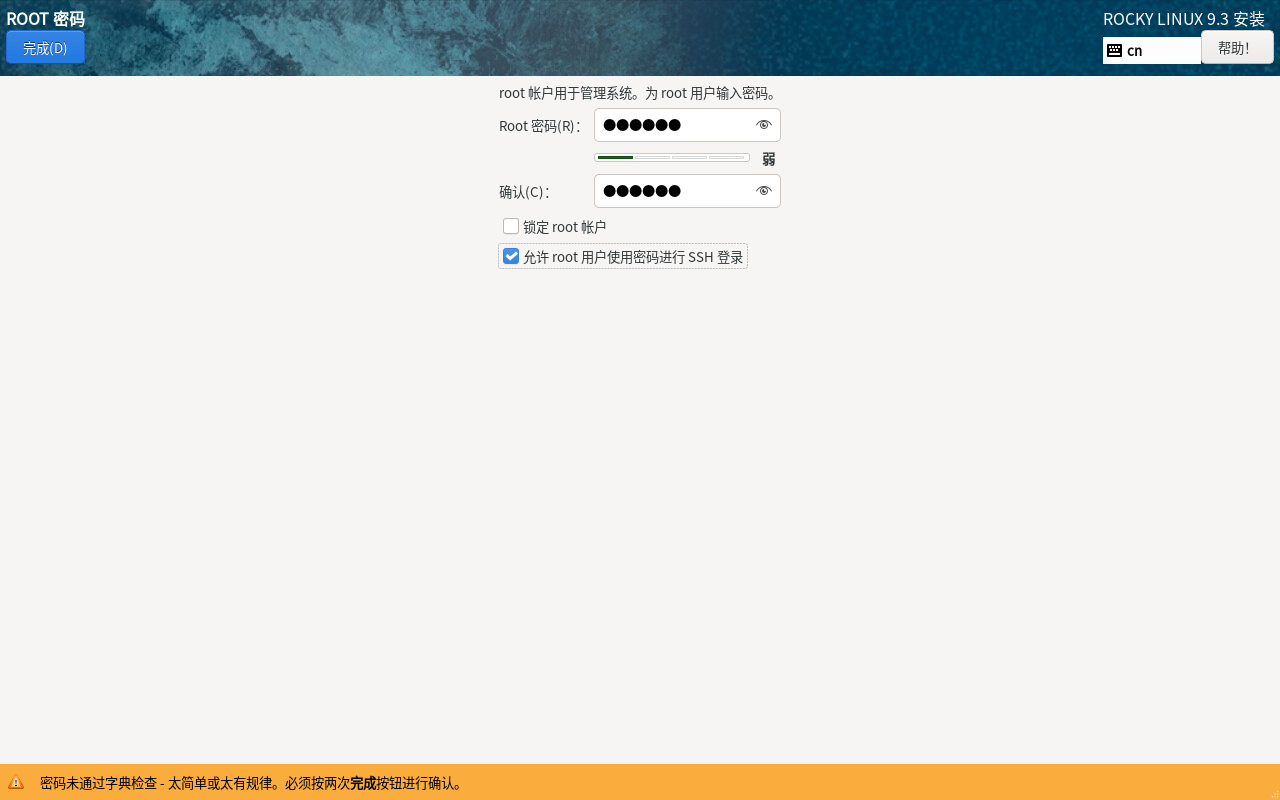 ROOT 密码
ROCKY LINUX 9.3 安装
完成(D)
cn
帮助！
root 帐户用于管理系统。为 root 用户输入密码。
Root 密码(R)：
●●●●●●
弱
确认(C)：
●●●●●●
锁定 root 帐户
允许 root 用户使用密码进行 SSH 登录
密码未通过字典检查 - 太简单或太有规律。必须按两次完成按钮进行确认。